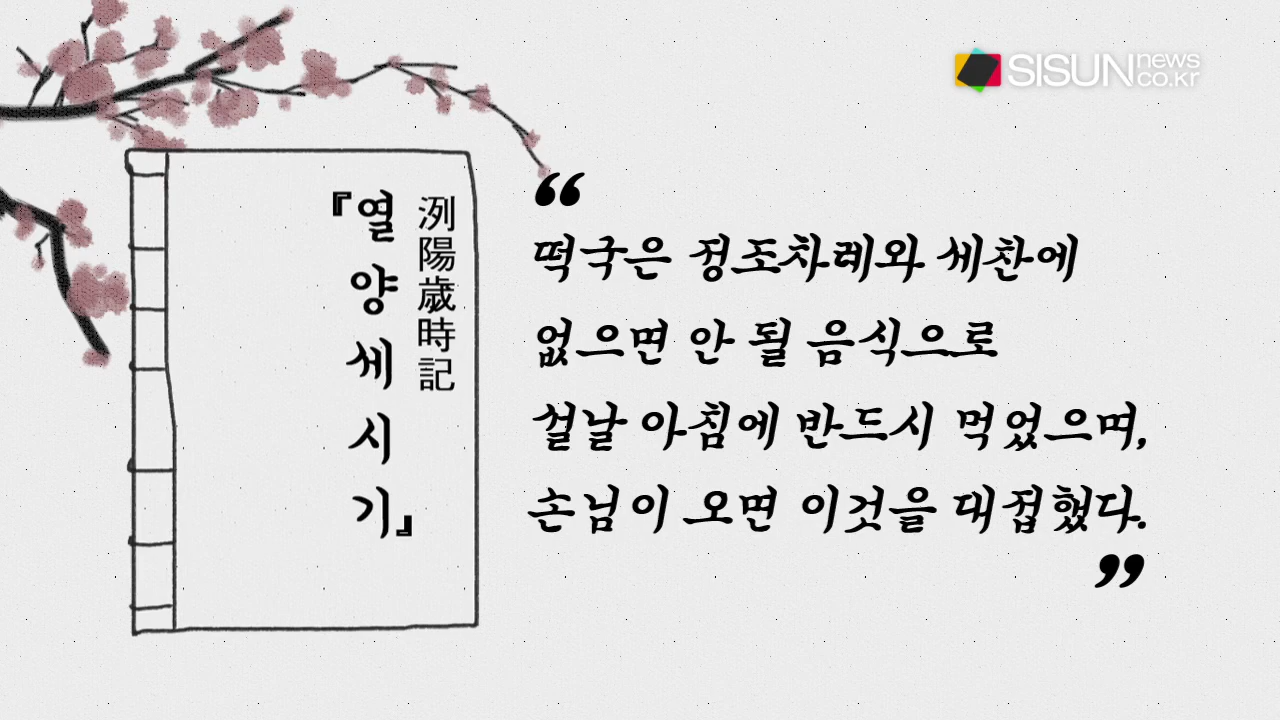 SISUN news
co.kr
洌陽歲時記
『열양세시기』
“
떡국은 정조차례와 세찬에
없으면 안 될 음식으로
설날 아침에 반드시 먹었으며,
손님이 오면 이것을 대접했다.
”